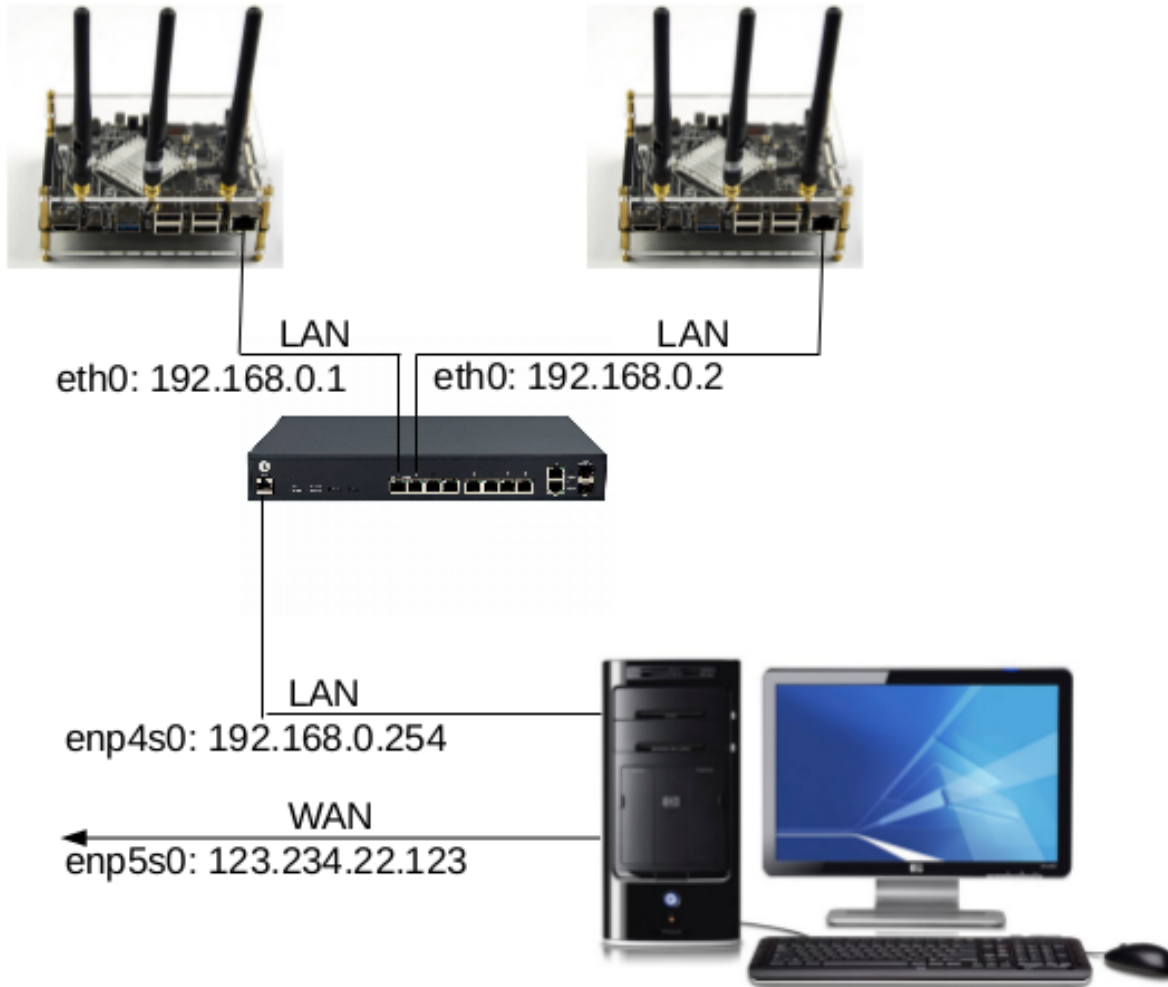 LAN
eth0: 192.168.0.1
LAN
eth0: 192.168.0.2
LAN
enp4s0: 192.168.0.254
WAN
enp5s0: 123.234.22.123